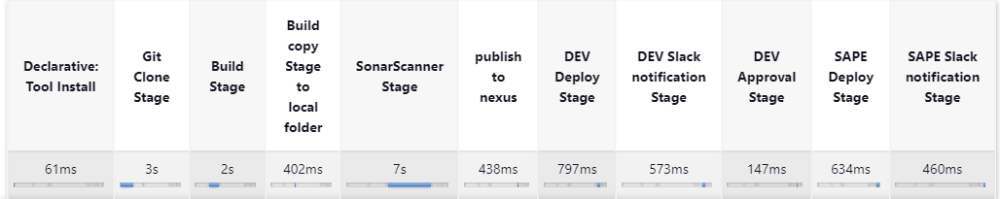 Declarative:
Tool Install
Git
Clone
Stage
Build
Stage
Build
copy
Stage
to
local
folder
SonarScanner
Stage
publish
to
nexus
DEV
Deploy
Stage
DEV Slack
notification
Stage
DEV
Approval
Stage
SAPE
Deploy
Stage
SAPE Slack
notification
Stage
61ms
3s
2s
402ms
7s
438ms
797ms
573ms
147ms
634ms
460ms